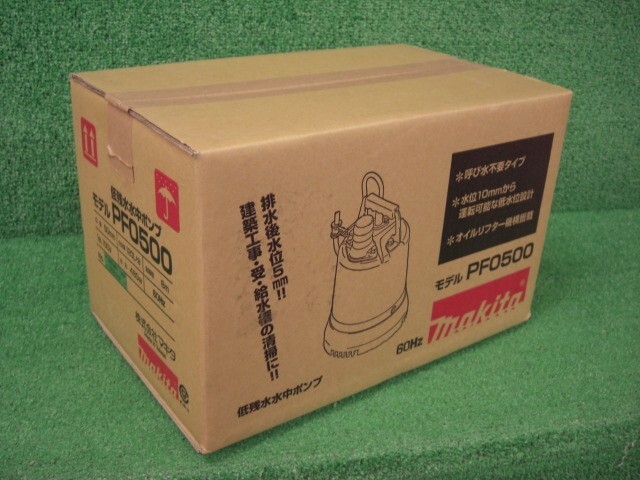 低残水水中ポンプ
モデル PF0500
株式会社マキタ
makita
排水後水位5mm!!
建築工事・受・給水槽の清掃に!!
低残水水中ポンプ
60Hz
*呼び水不要タイプ
*水位10mmから
運転可能な低水位設計
*オイルリフター機構搭載
モデル PF0500
makita